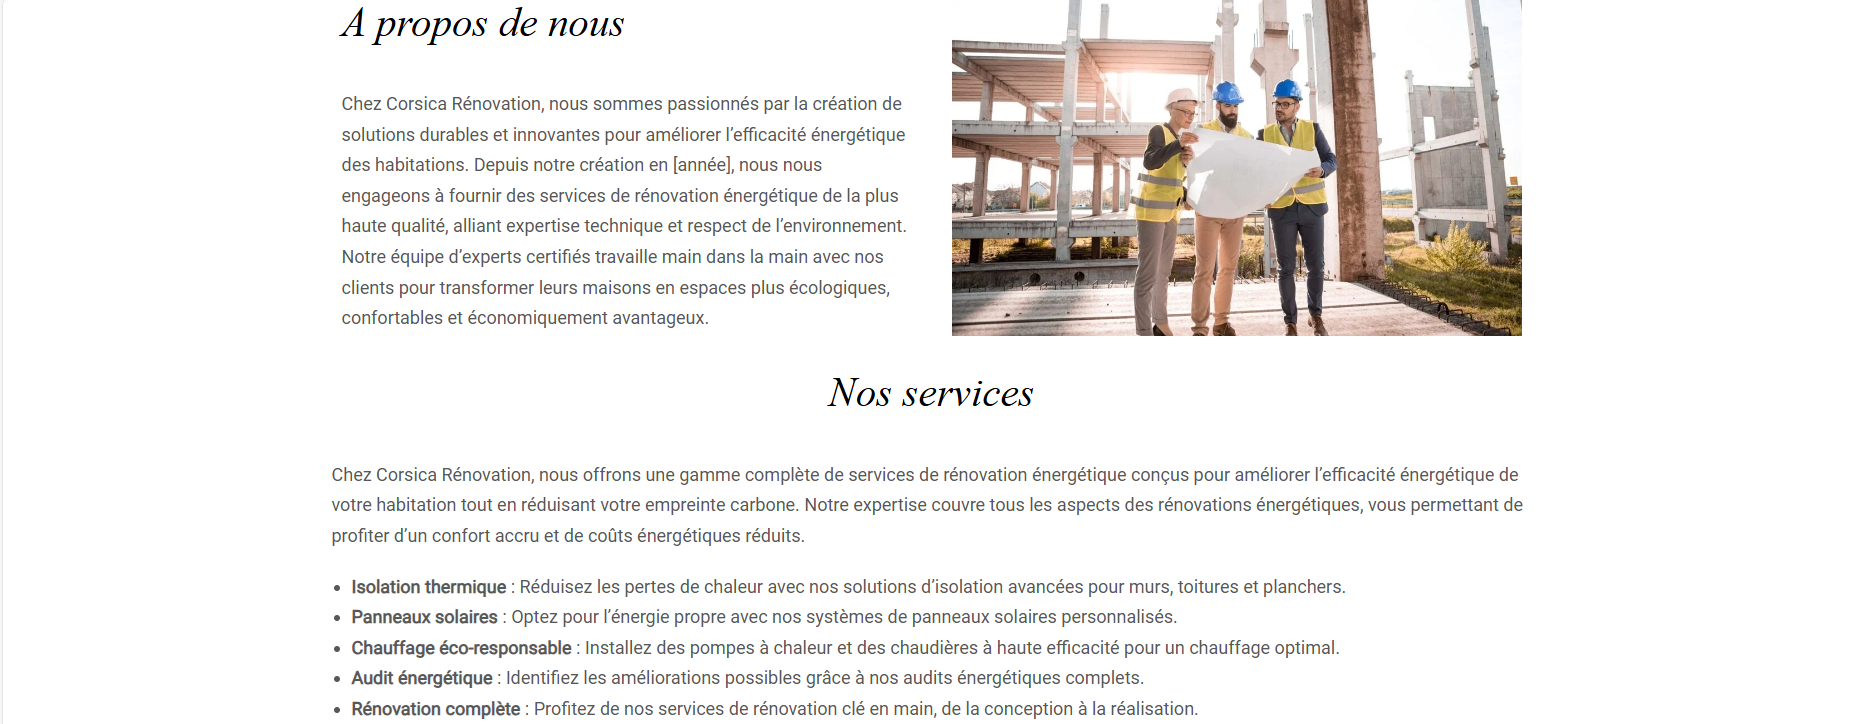 A propos de nous
Chez Corsica Rénovation, nous sommes passionnés par la création de
solutions durables et innovantes pour améliorer l’efficacité énergétique
des habitations. Depuis notre création en [année], nous nous
engageons à fournir des services de rénovation énergétique de la plus
haute qualité, alliant expertise technique et respect de l’environnement.
Notre équipe d’experts certifiés travaille main dans la main avec nos
clients pour transformer leurs maisons en espaces plus écologiques,
confortables et économiquement avantageux.
Nos services
Chez Corsica Rénovation, nous offrons une gamme complète de services de rénovation énergétique conçus pour améliorer l’efficacité énergétique de
votre habitation tout en réduisant votre empreinte carbone. Notre expertise couvre tous les aspects des rénovations énergétiques, vous permettant de
profiter d’un confort accru et de coûts énergétiques réduits.
• Isolation thermique : Réduisez les pertes de chaleur avec nos solutions d’isolation avancées pour murs, toitures et planchers.
• Panneaux solaires : Optez pour l’énergie propre avec nos systèmes de panneaux solaires personnalisés.
• Chauffage éco-responsable : Installez des pompes à chaleur et des chaudières à haute efficacité pour un chauffage optimal.
• Audit énergétique : Identifiez les améliorations possibles grâce à nos audits énergétiques complets.
• Rénovation complète : Profitez de nos services de rénovation clé en main, de la conception à la réalisation.